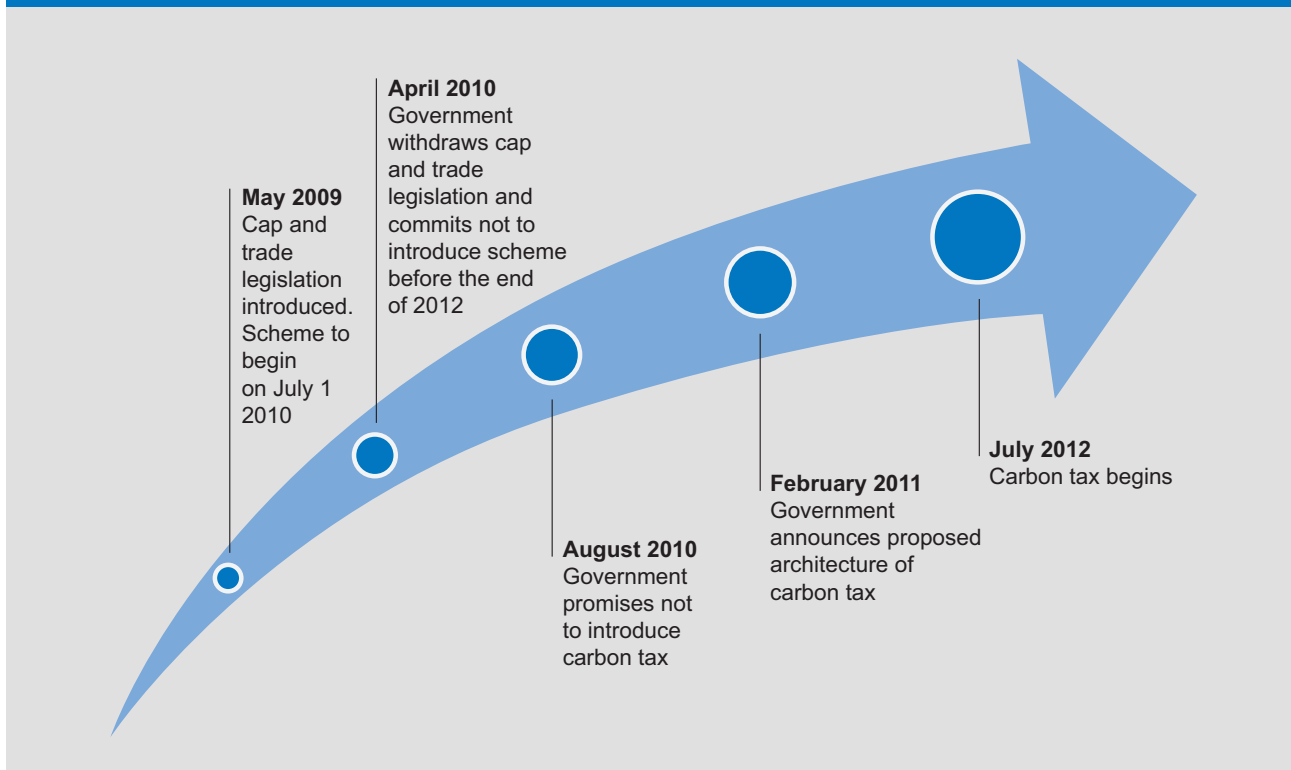 May 2009
Cap and
trade
legislation
introduced.
Scheme to
begin
on July 1
2010
April 2010
Government
withdraws cap
and trade
legislation and
commits not to
introduce scheme
before the end
of 2012
August 2010
Government
promises not
to introduce
carbon tax
February 2011
Government
announces proposed
architecture of
carbon tax
July 2012
Carbon tax begins